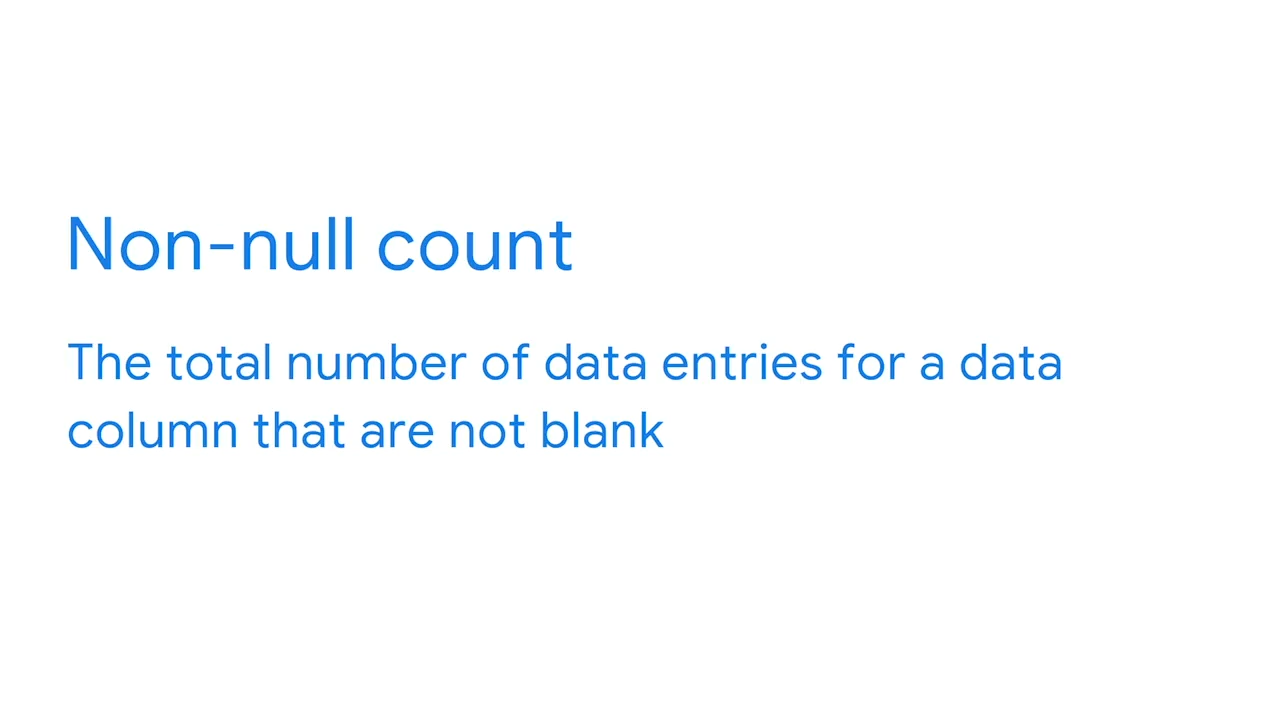 Non-null count
The total number of data entries for a data
column that are not blank